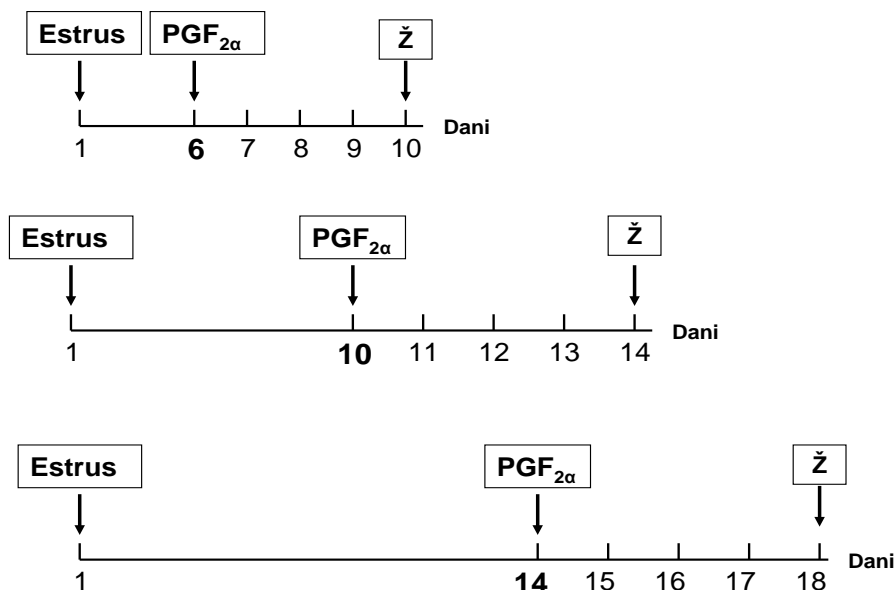 Estrus PGF2α Ž
Dani
1 6 7 8 9 10
Estrus PGF2α Ž
Dani
1 10 11 12 13 14
Estrus PGF2α Ž
Dani
1 14 15 16 17 18